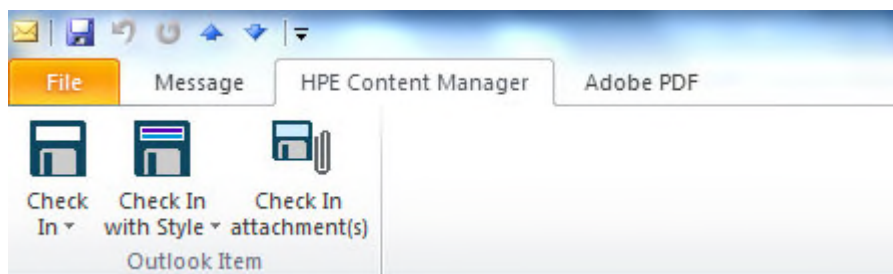 File Message HPE Content Manager Adobe PDF
Check Check In Check In
In with Style attachment(s)
Outlook Item